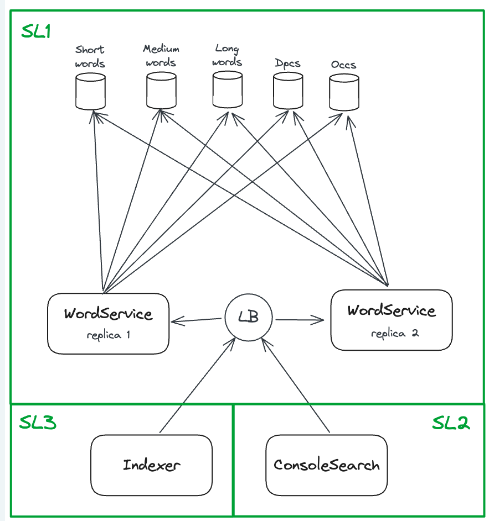 SL1
Short
words
Medium
words
Long
words
Dpcs
Occs
WordService
replica 1
LB
WordService
replica 2
SL3
SL2
Indexer
ConsoleSearch